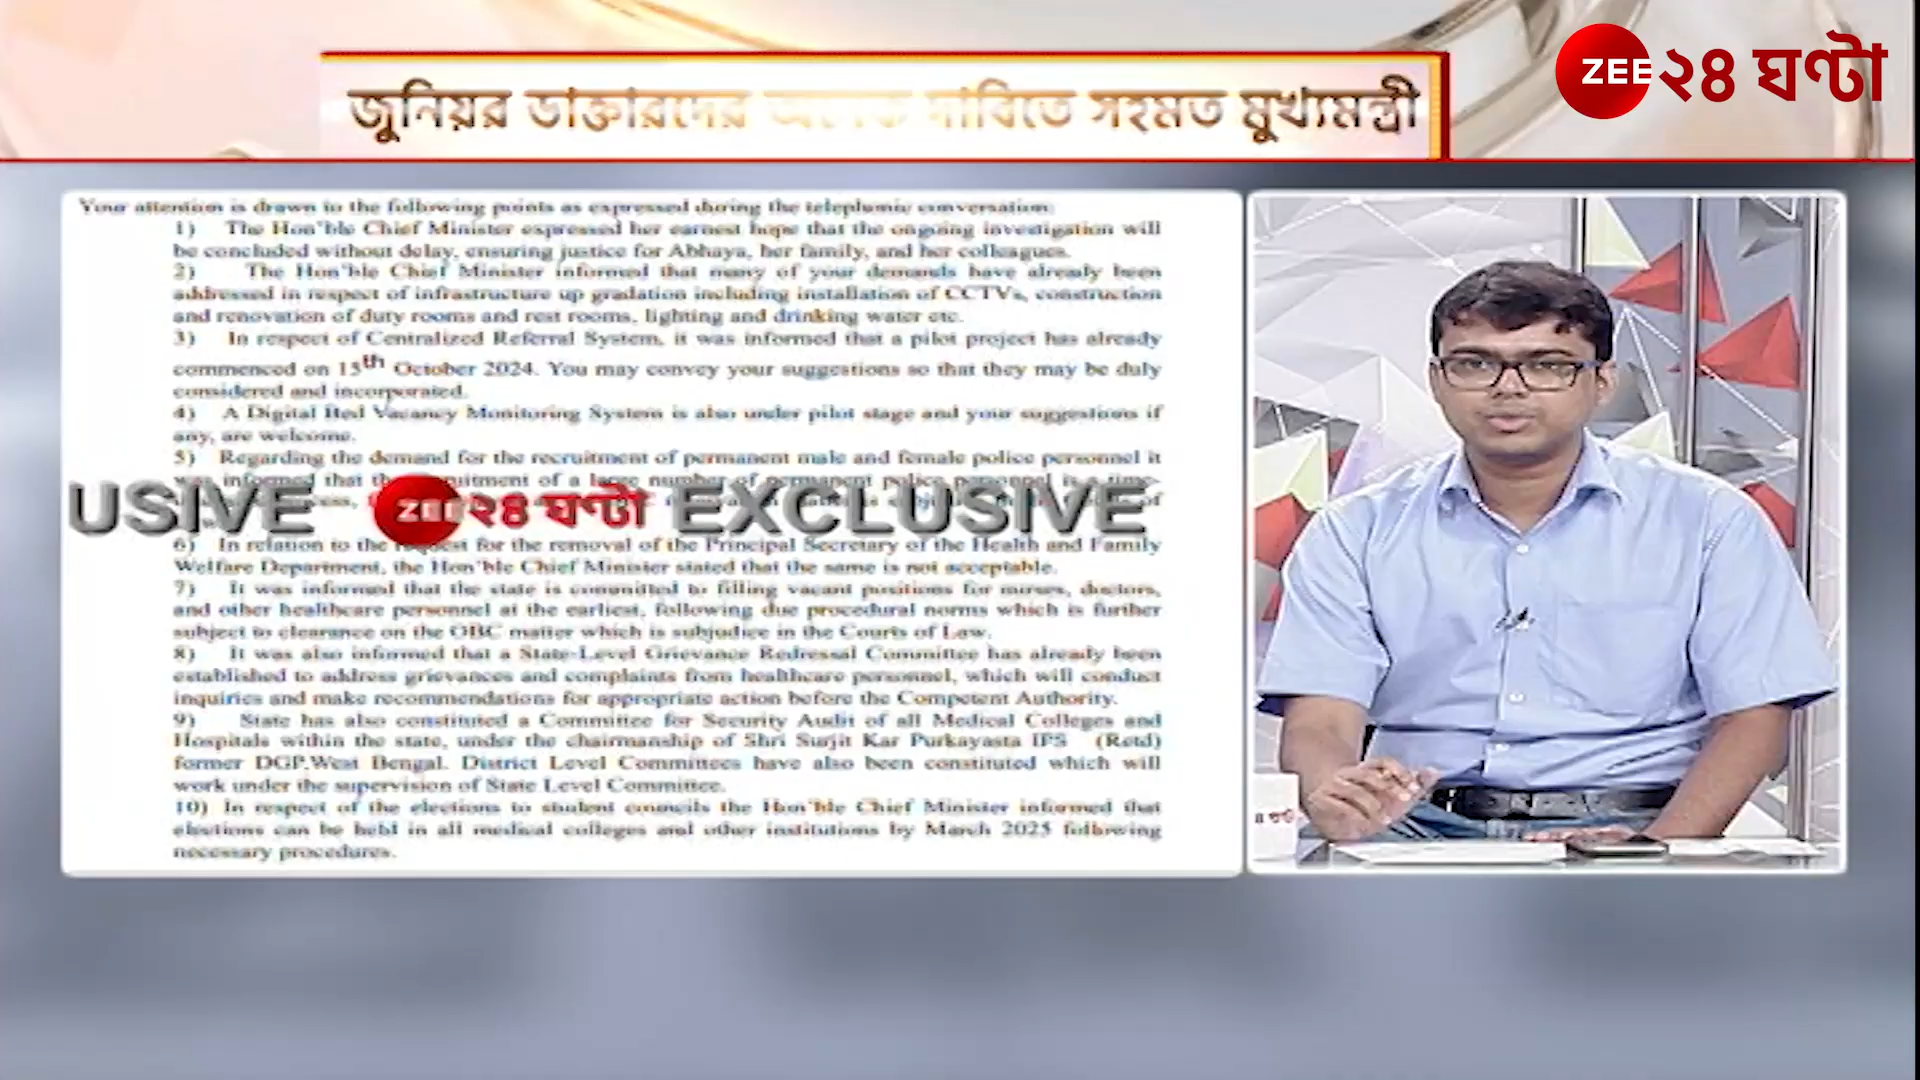 ZEE ২৪ ঘণ্টা
জুনিয়র ডাক্তারদের অনেক দাবিতে সহমত মুখ্যমন্ত্রী
Your attention is drawn to the following points as expressed during the telephonic conversation:
1) The Hon'ble Chief Minister expressed her earnest hope that the ongoing investigation will
be concluded without delay, ensuring justice for Abhaya, her family, and her colleagues.
2) The Hon'ble Chief Minister informed that many of your demands have already been
addressed in respect of infrastructure up gradation including installation of CCTVs, construction
and renovation of duty rooms and rest rooms, lighting and drinking water etc.
3) In respect of Centralized Referral System, it was informed that a pilot project has already
commenced on 15th October 2024. You may convey your suggestions so that they may be duly
considered and incorporated.
4) A Digital Bed Vacancy Monitoring System is also under pilot stage and your suggestions if
any, are welcome.
5) Regarding the demand for the recruitment of permanent male and female police personnel it
was informed that of a large number of permanent police personnel is a time-
USIVE ZEE ২৪ ঘণ্টা EXCLUSIVE
6) In relation to the request for the removal of the Principal Secretary of the Health and Family
Welfare Department, the Hon'ble Chief Minister stated that the same is not acceptable.
7) It was informed that the state is committed to filling vacant positions for nurses, doctors,
and other healthcare personnel at the earliest, following due procedural norms which is further
subject to clearance on the OBC matter which is subjudice in the Courts of Law.
8) It was also informed that a State-Level Grievance Redressal Committee has already been
established to address grievances and complaints from healthcare personnel, which will conduct
inquiries and make recommendations for appropriate action before the Competent Authority.
9) State has also constituted a Committee for Security Audit of all Medical Colleges and
Hospitals within the state, under the chairmanship of Shri Surjit Kar Purkayasta IPS (Retd)
former DGP,West Bengal. District Level Committees have also been constituted which will
work under the supervision of State Level Committee.
10) In respect of the elections to student councils the Hon'ble Chief Minister informed that
elections can be held in all medical colleges and other institutions by March 2025 following
necessary procedures.